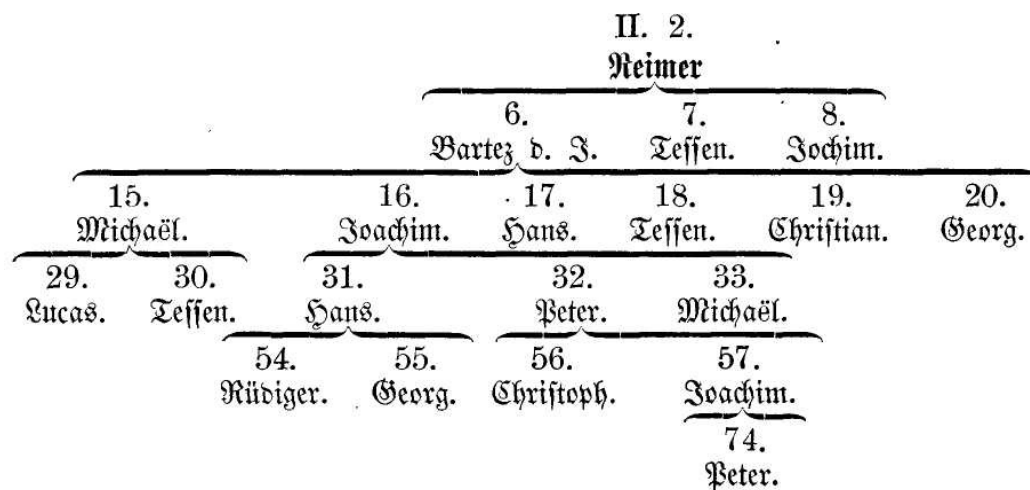 II. 2.
Reimer
6. 7. 8.
Bartez d. J. Tessen. Jochim.
15. 16. 17. 18. 19. 20.
Michaël. Joachim. Hans. Tessen. Christian. Georg.
29. 30. 31. 32. 33.
Lucas. Tessen. Hans. Peter. Michaël.
54. 55. 56. 57.
Rüdiger. Georg. Christoph. Joachim.
74.
Peter.